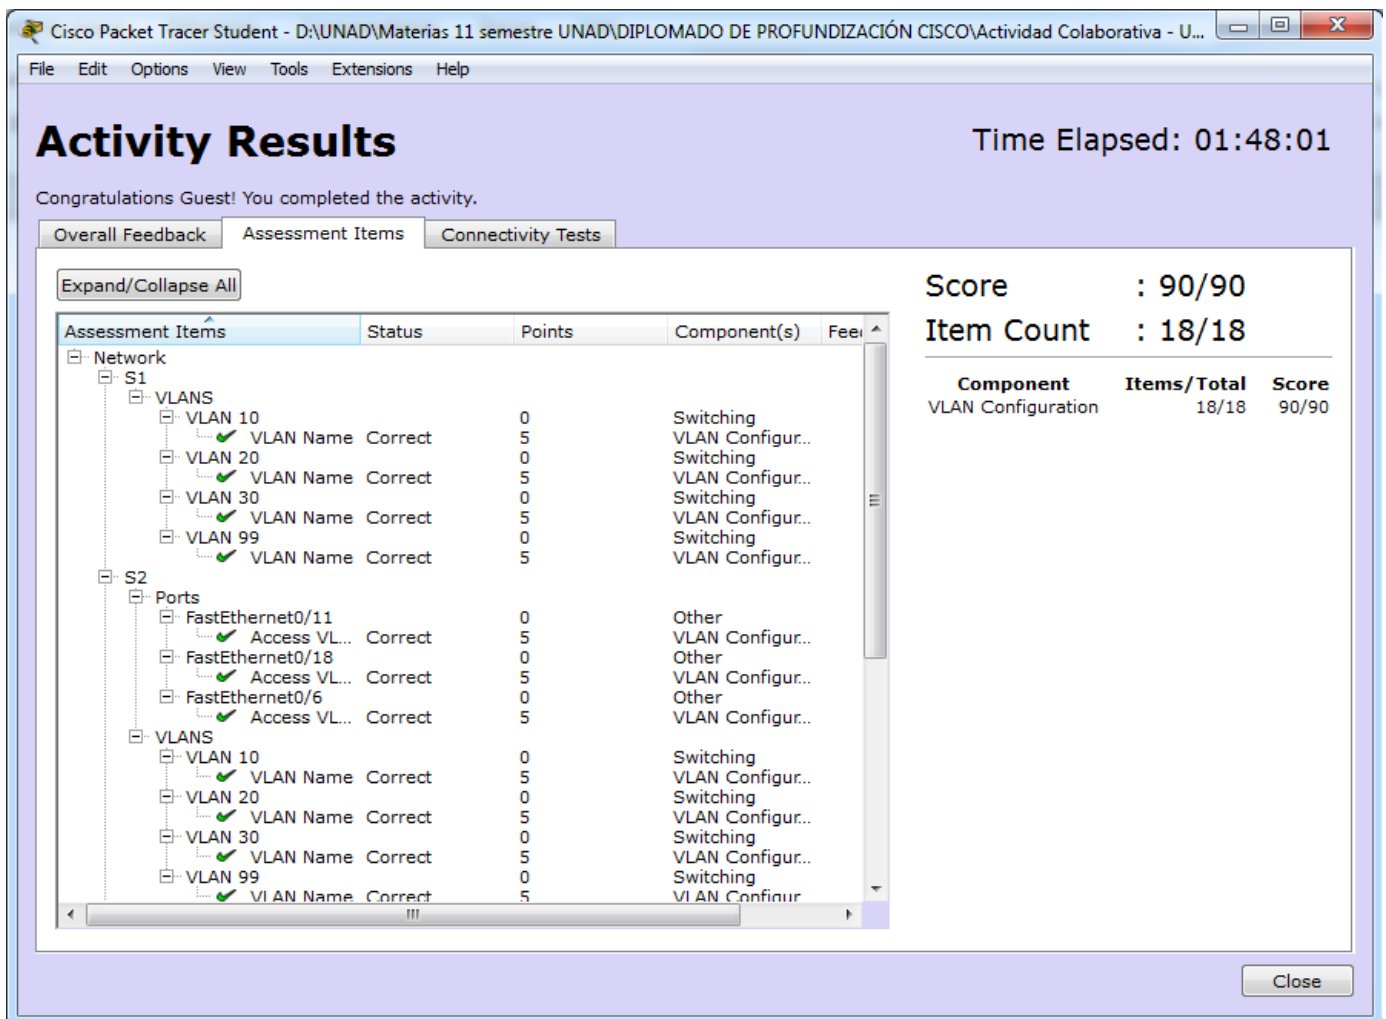 Cisco Packet Tracer Student - D:\UNAD\Materias 11 semestre UNAD\DIPLOMADO DE PROFUNDIZACIÓN CISCO\Actividad Colaborativa - U...
File Edit Options View Tools Extensions Help
Activity Results
Time Elapsed: 01:48:01
Congratulations Guest! You completed the activity.
Overall Feedback Assessment Items Connectivity Tests
Expand/Collapse All
Assessment Items Status Points Component(s) Fee
Network
S1
VLANS
VLAN 10 0 Switching
VLAN Name Correct 5 VLAN Configur...
VLAN 20 0 Switching
VLAN Name Correct 5 VLAN Configur...
VLAN 30 0 Switching
VLAN Name Correct 5 VLAN Configur...
VLAN 99 0 Switching
VLAN Name Correct 5 VLAN Configur...
S2
Ports
FastEthernet0/11 0 Other
Access VL... Correct 5 VLAN Configur...
FastEthernet0/18 0 Other
Access VL... Correct 5 VLAN Configur...
FastEthernet0/6 0 Other
Access VL... Correct 5 VLAN Configur...
VLANS
VLAN 10 0 Switching
VLAN Name Correct 5 VLAN Configur...
VLAN 20 0 Switching
VLAN Name Correct 5 VLAN Configur...
VLAN 30 0 Switching
VLAN Name Correct 5 VLAN Configur...
VLAN 99 0 Switching
VLAN Name Correct 5 VLAN Configur
Score : 90/90
Item Count : 18/18
Component Items/Total Score
VLAN Configuration 18/18 90/90
Close